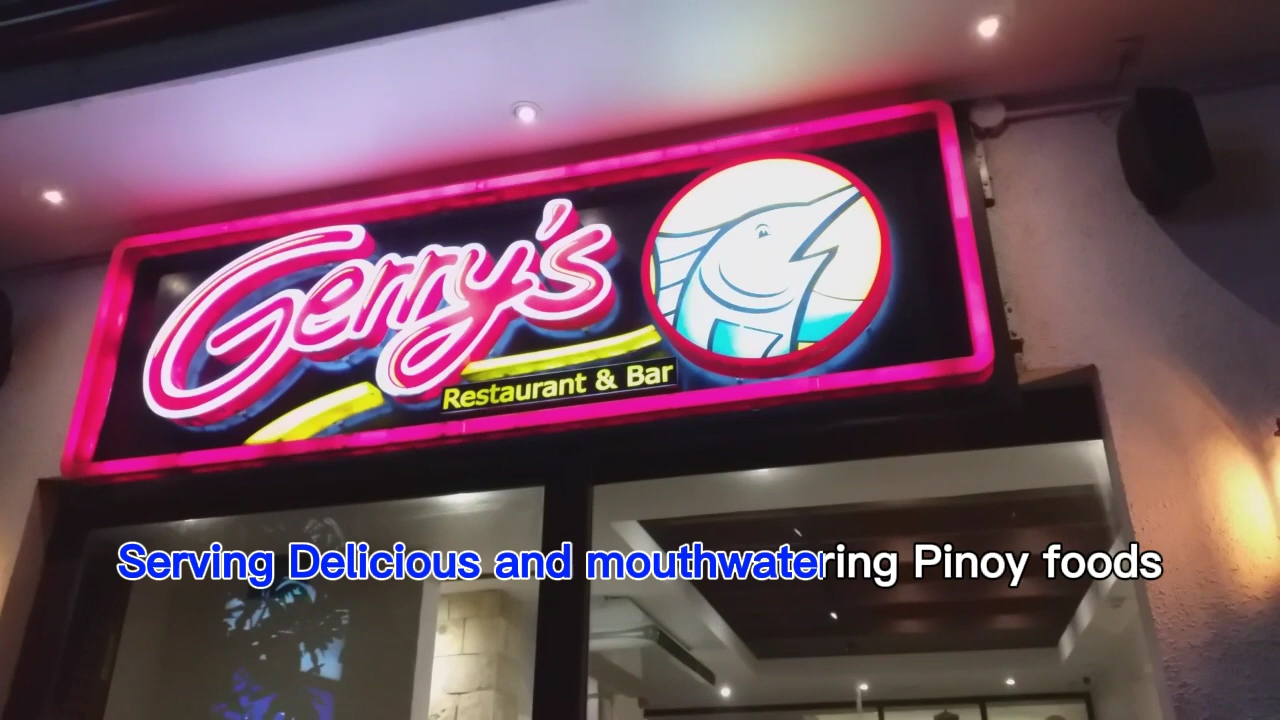 Gerry's
Restaurant & Bar
Serving Delicious and mouthwatering Pinoy foods